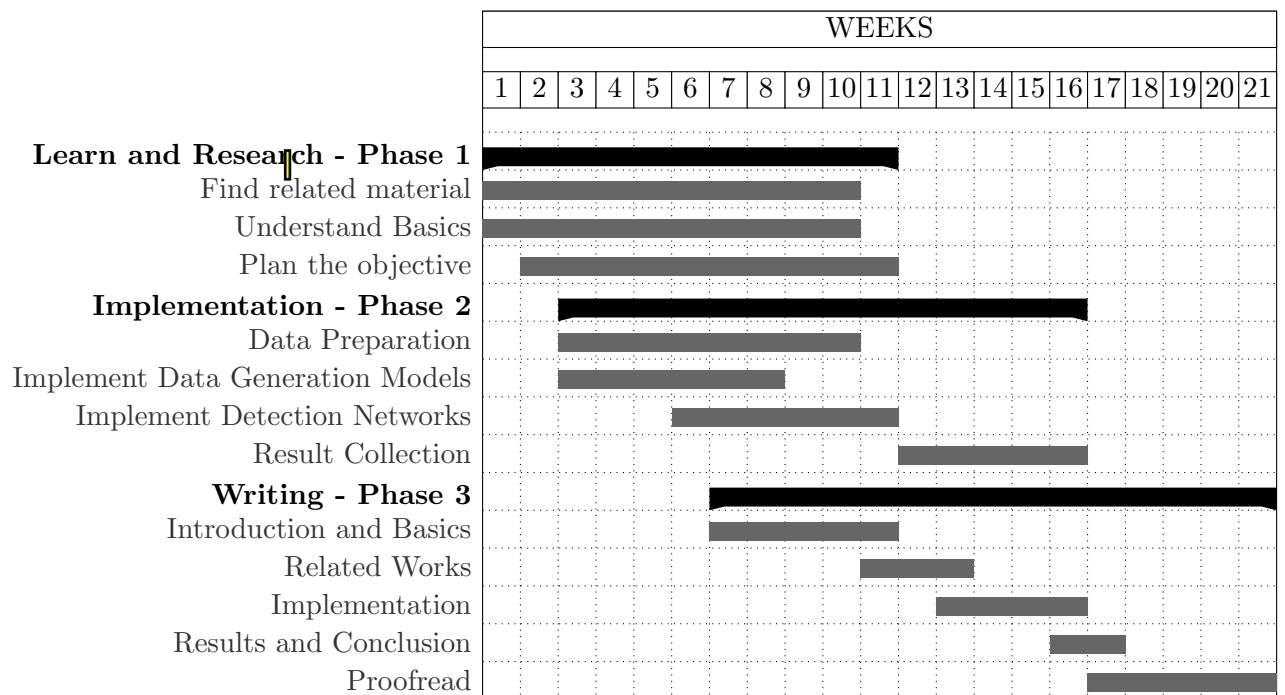 WEEKS
1 2 3 4 5 6 7 8 9 10 11 12 13 14 15 16 17 18 19 20 21
Learn and Research - Phase 1
Find related material
Understand Basics
Plan the objective
Implementation - Phase 2
Data Preparation
Implement Data Generation Models
Implement Detection Networks
Result Collection
Writing - Phase 3
Introduction and Basics
Related Works
Implementation
Results and Conclusion
Proofread